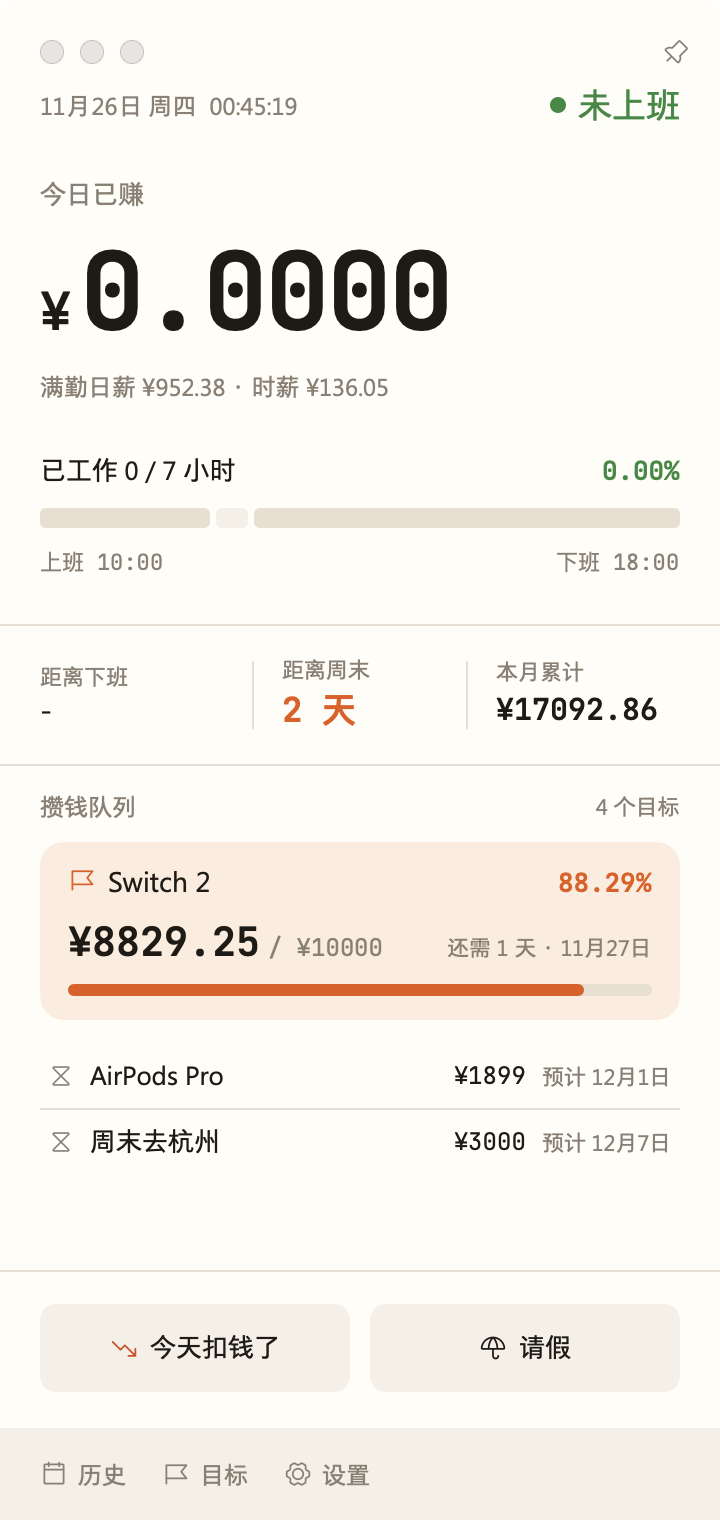 11月26日 周四 00:45:19
未上班
今日已赚
¥0.0000
满勤日薪 ¥952.38 · 时薪 ¥136.05
已工作 0 / 7 小时 0.00%
上班 10:00 下班 18:00
距离下班
-
距离周末
2 天
本月累计
¥17092.86
攒钱队列 4 个目标
Switch 2 88.29%
¥8829.25 / ¥10000 还需 1 天 · 11月27日
AirPods Pro ¥1899 预计 12月1日
周末去杭州 ¥3000 预计 12月7日
今天扣钱了 请假
历史 目标 设置